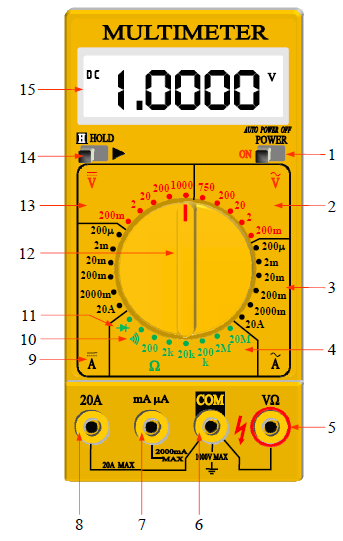 MULTIMETER
DC 1.0000 V
15
H HOLD
AUTO POWER OFF
POWER
ON
14
1
V
V
200m 2 20 200 1000 750 200 20 2 200m
13
2
200µ
2m
20m
200m
2000m
20A
200µ
2m
20m
200m
2000m
20A
12
3
11
10
9
4
200 2k 20k 200k 2M 20M
Ω
A
A
20A
mA µA
COM
VΩ
5
2000mA
MAX
20A MAX
1000V MAX
8
7
6